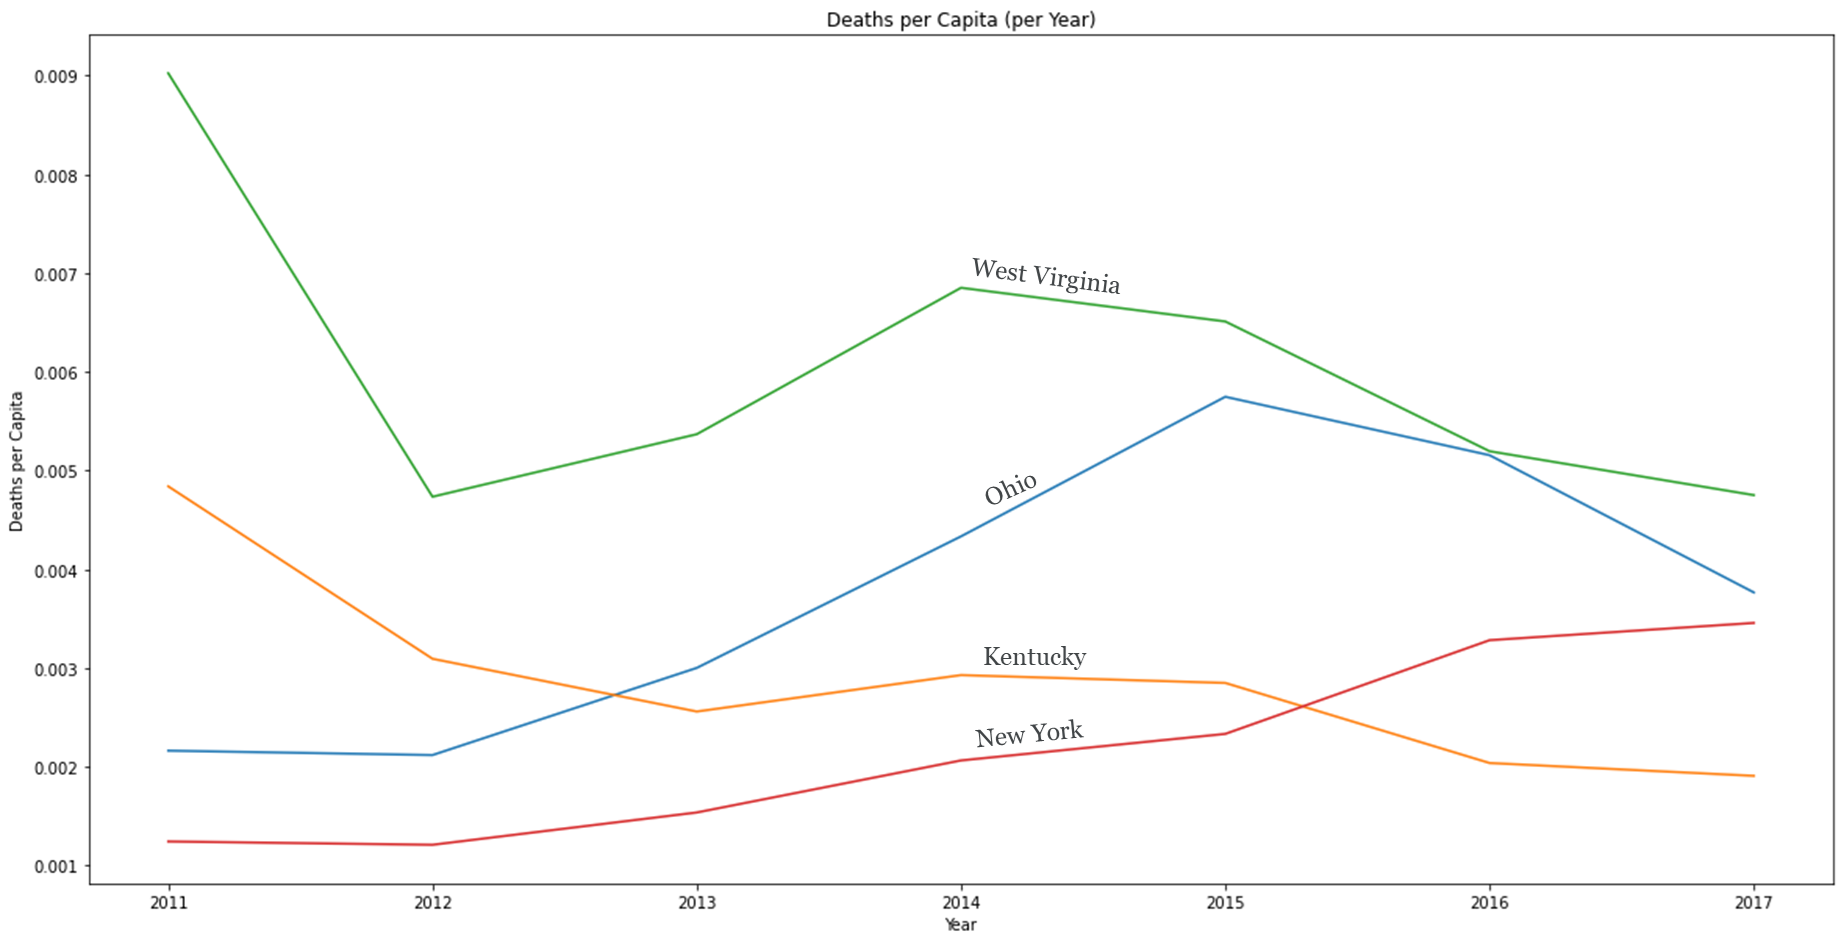 Deaths per Capita (per Year)
Deaths per Capita
0.009
0.008
0.007
0.006
0.005
0.004
0.003
0.002
0.001
West Virginia
Ohio
Kentucky
New York
2011 2012 2013 2014 2015 2016 2017
Year